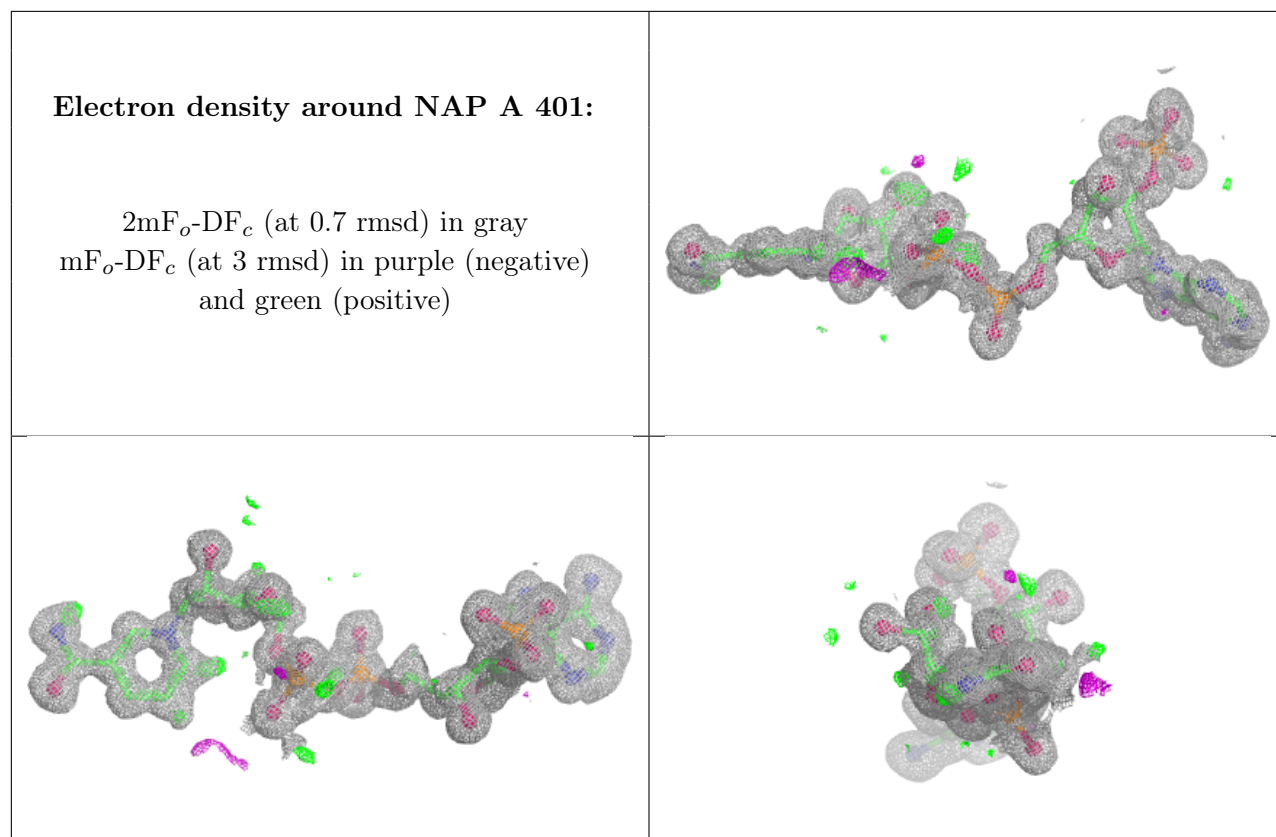 Electron density around NAP A 401:
2mFₒ-DF𝒸 (at 0.7 rmsd) in gray
mFₒ-DF𝒸 (at 3 rmsd) in purple (negative)
and green (positive)